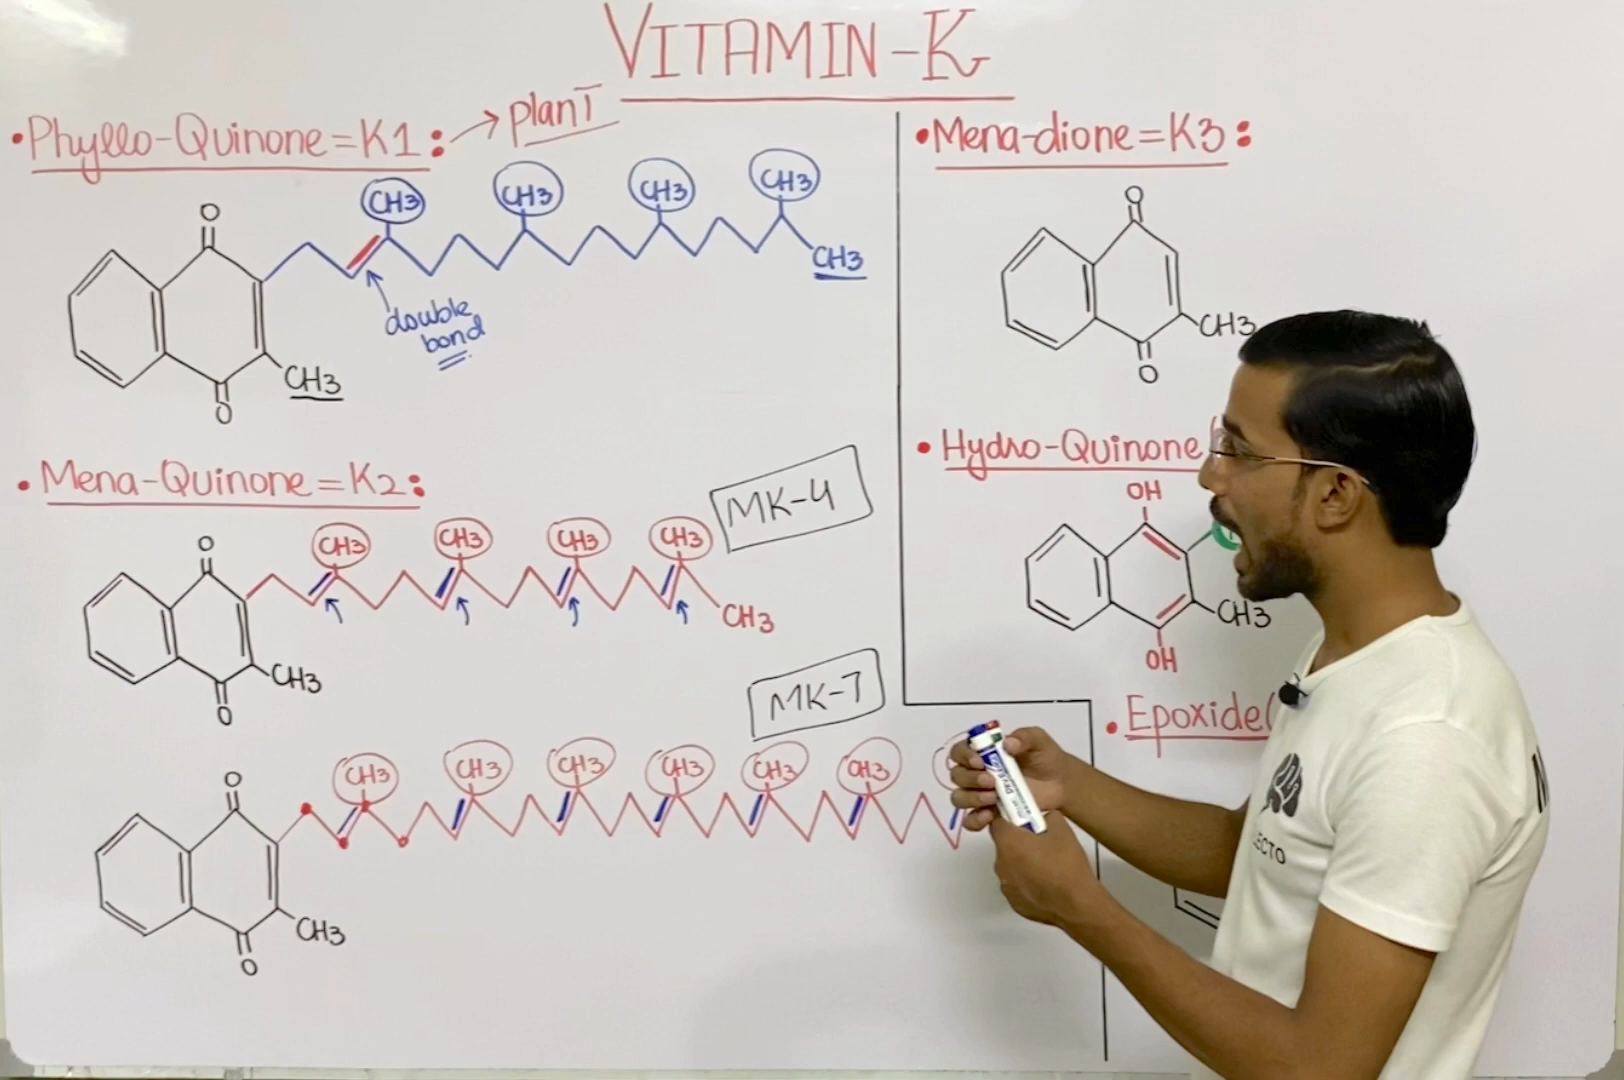 VITAMIN-K
•Phyllo-Quinone=K1: → planT
CH3 CH3 CH3 CH3
O
CH3
double
bond
CH3
O
•Mena-Quinone=K2:
MK-4
O
CH3 CH3 CH3 CH3
CH3
CH3
O
MK-7
O
CH3 CH3 CH3 CH3 CH3 CH3
CH3
O
•Mena-dione=K3:
O
CH3
O
•Hydro-Quinone
OH
CH3
OH
•Epoxide(
ECTO